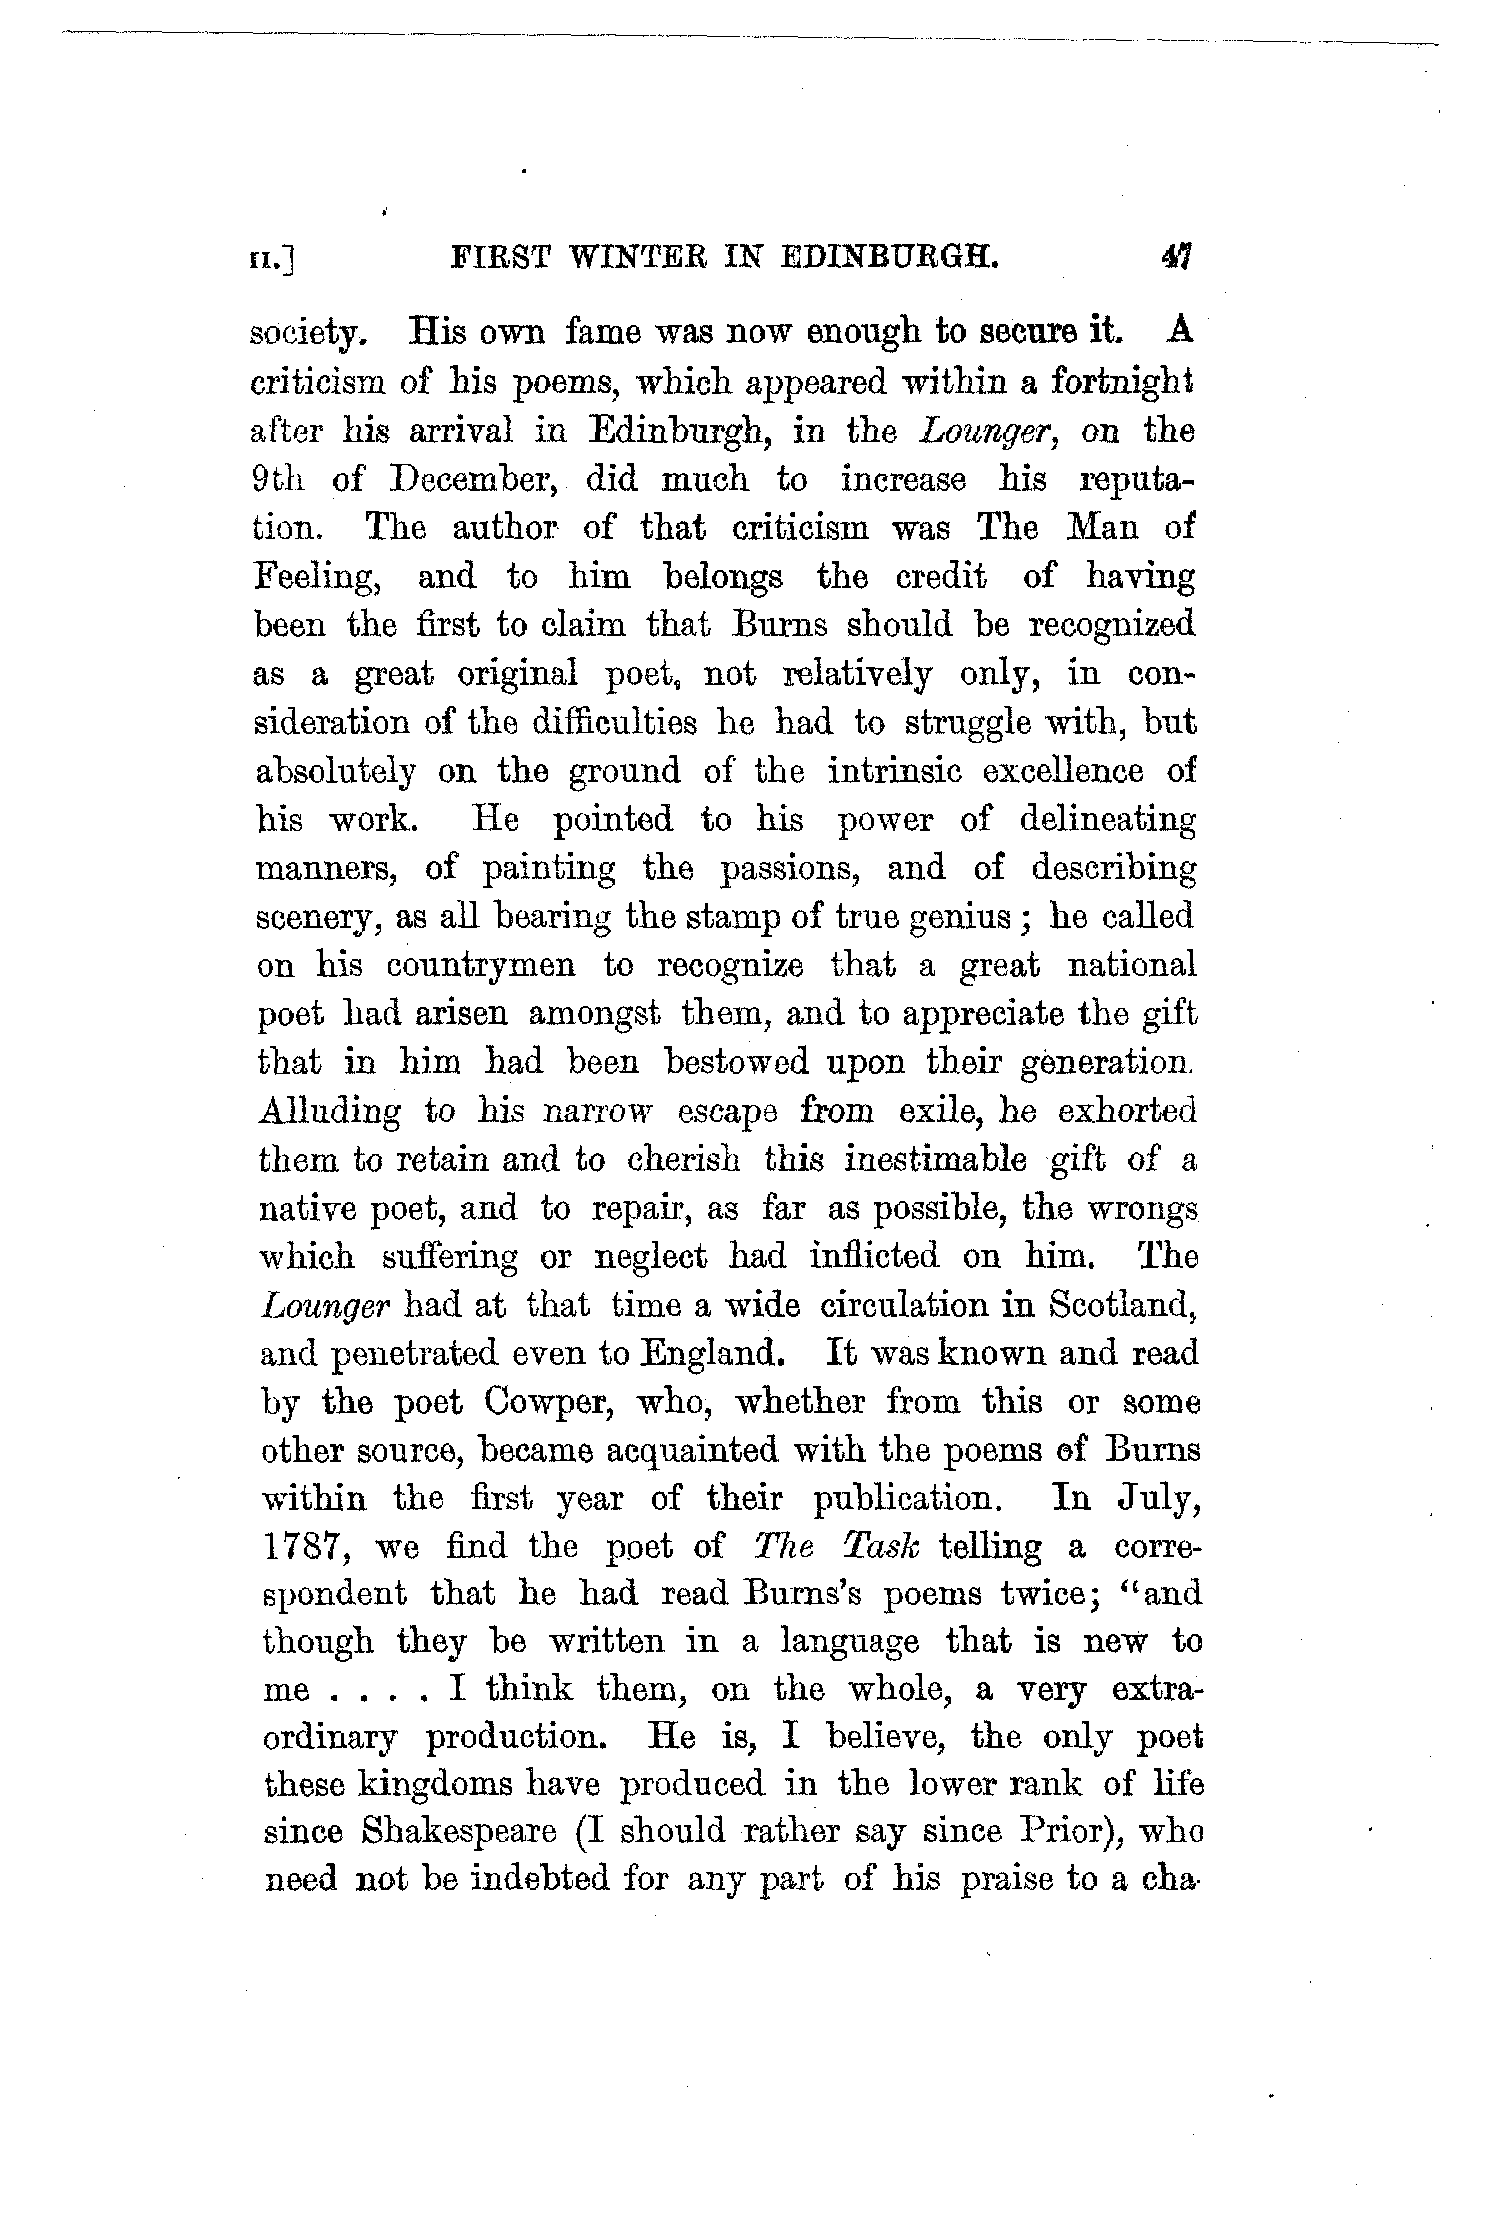 II.] FIRST WINTER IN EDINBURGH. 47
society. His own fame was now enough to secure it. A
criticism of his poems, which appeared within a fortnight
after his arrival in Edinburgh, in the Lounger, on the
9th of December, did much to increase his reputa-
tion. The author of that criticism was The Man of
Feeling, and to him belongs the credit of having
been the first to claim that Burns should be recognized
as a great original poet, not relatively only, in con-
sideration of the difficulties he had to struggle with, but
absolutely on the ground of the intrinsic excellence of
his work. He pointed to his power of delineating
manners, of painting the passions, and of describing
scenery, as all bearing the stamp of true genius; he called
on his countrymen to recognize that a great national
poet had arisen amongst them, and to appreciate the gift
that in him had been bestowed upon their generation.
Alluding to his narrow escape from exile, he exhorted
them to retain and to cherish this inestimable gift of a
native poet, and to repair, as far as possible, the wrongs
which suffering or neglect had inflicted on him. The
Lounger had at that time a wide circulation in Scotland,
and penetrated even to England. It was known and read
by the poet Cowper, who, whether from this or some
other source, became acquainted with the poems of Burns
within the first year of their publication. In July,
1787, we find the poet of The Task telling a corre-
spondent that he had read Burns's poems twice; "and
though they be written in a language that is new to
me . . . . I think them, on the whole, a very extra-
ordinary production. He is, I believe, the only poet
these kingdoms have produced in the lower rank of life
since Shakespeare (I should rather say since Prior), who
need not be indebted for any part of his praise to a cha-